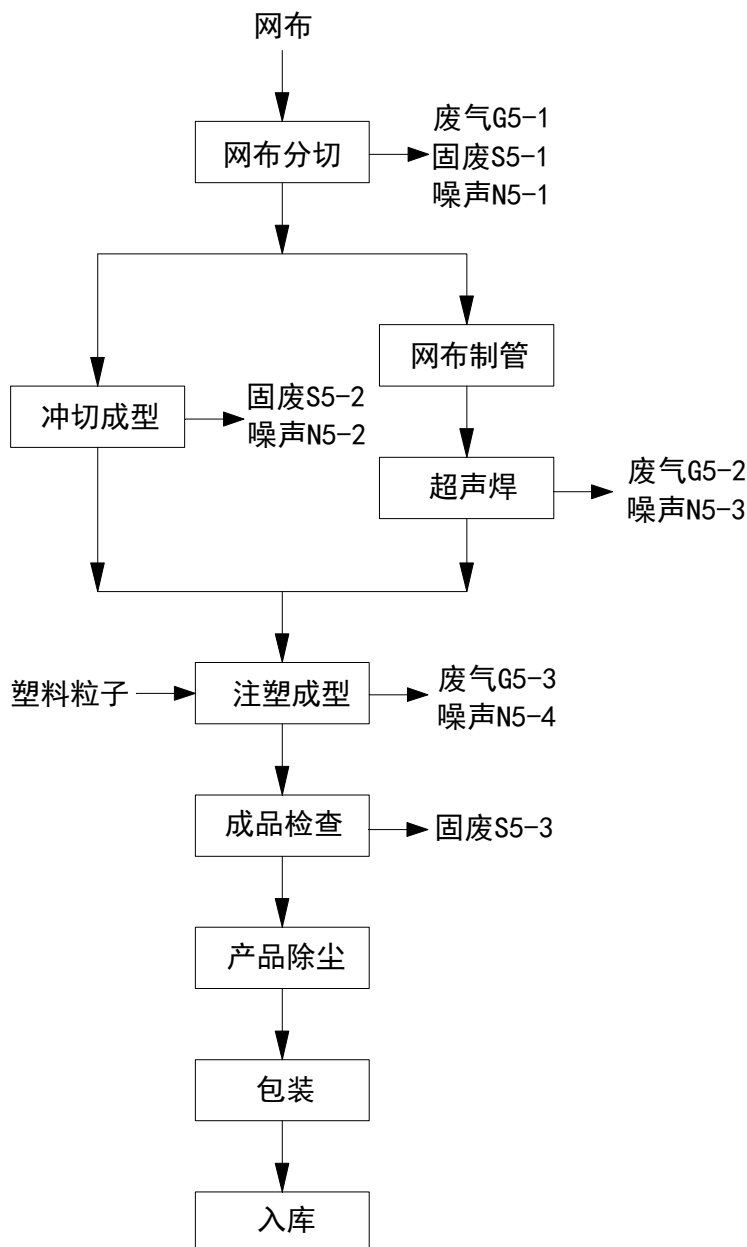 网布
网布分切
废气G5-1
固废S5-1
噪声N5-1
网布制管
冲切成型
固废S5-2
噪声N5-2
超声焊
废气G5-2
噪声N5-3
塑料粒子
注塑成型
废气G5-3
噪声N5-4
成品检查
固废S5-3
产品除尘
包装
入库